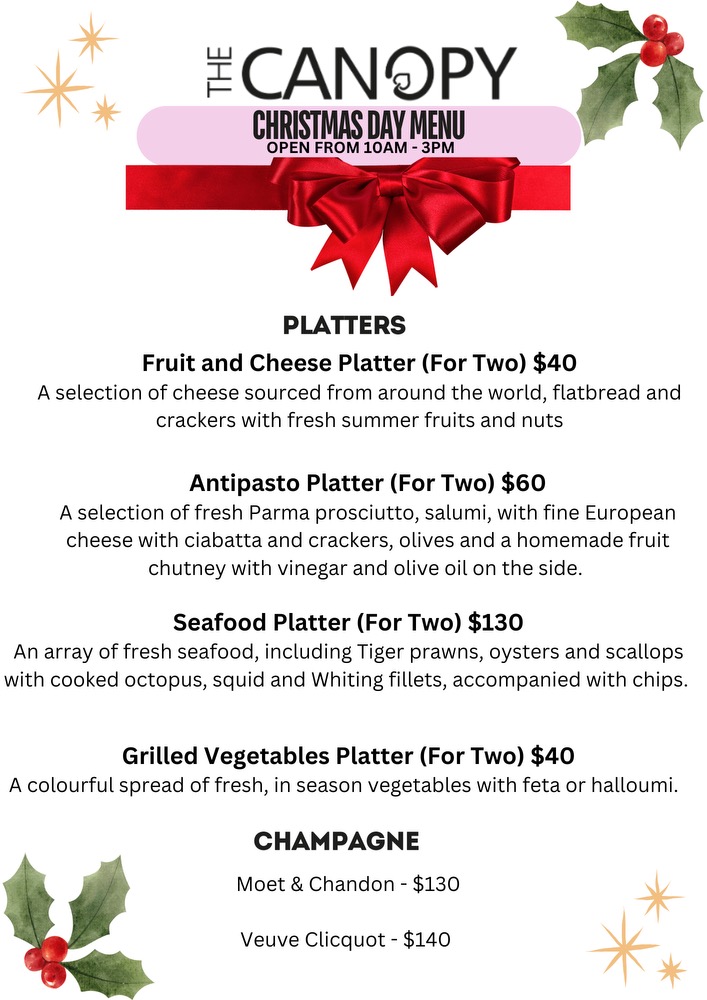 THE CANOPY
CHRISTMAS DAY MENU
OPEN FROM 10AM - 3PM
PLATTERS
Fruit and Cheese Platter (For Two) $40
A selection of cheese sourced from around the world, flatbread and
crackers with fresh summer fruits and nuts
Antipasto Platter (For Two) $60
A selection of fresh Parma prosciutto, salumi, with fine European
cheese with ciabatta and crackers, olives and a homemade fruit
chutney with vinegar and olive oil on the side.
Seafood Platter (For Two) $130
An array of fresh seafood, including Tiger prawns, oysters and scallops
with cooked octopus, squid and Whiting fillets, accompanied with chips.
Grilled Vegetables Platter (For Two) $40
A colourful spread of fresh, in season vegetables with feta or halloumi.
CHAMPAGNE
Moet & Chandon - $130
Veuve Clicquot - $140